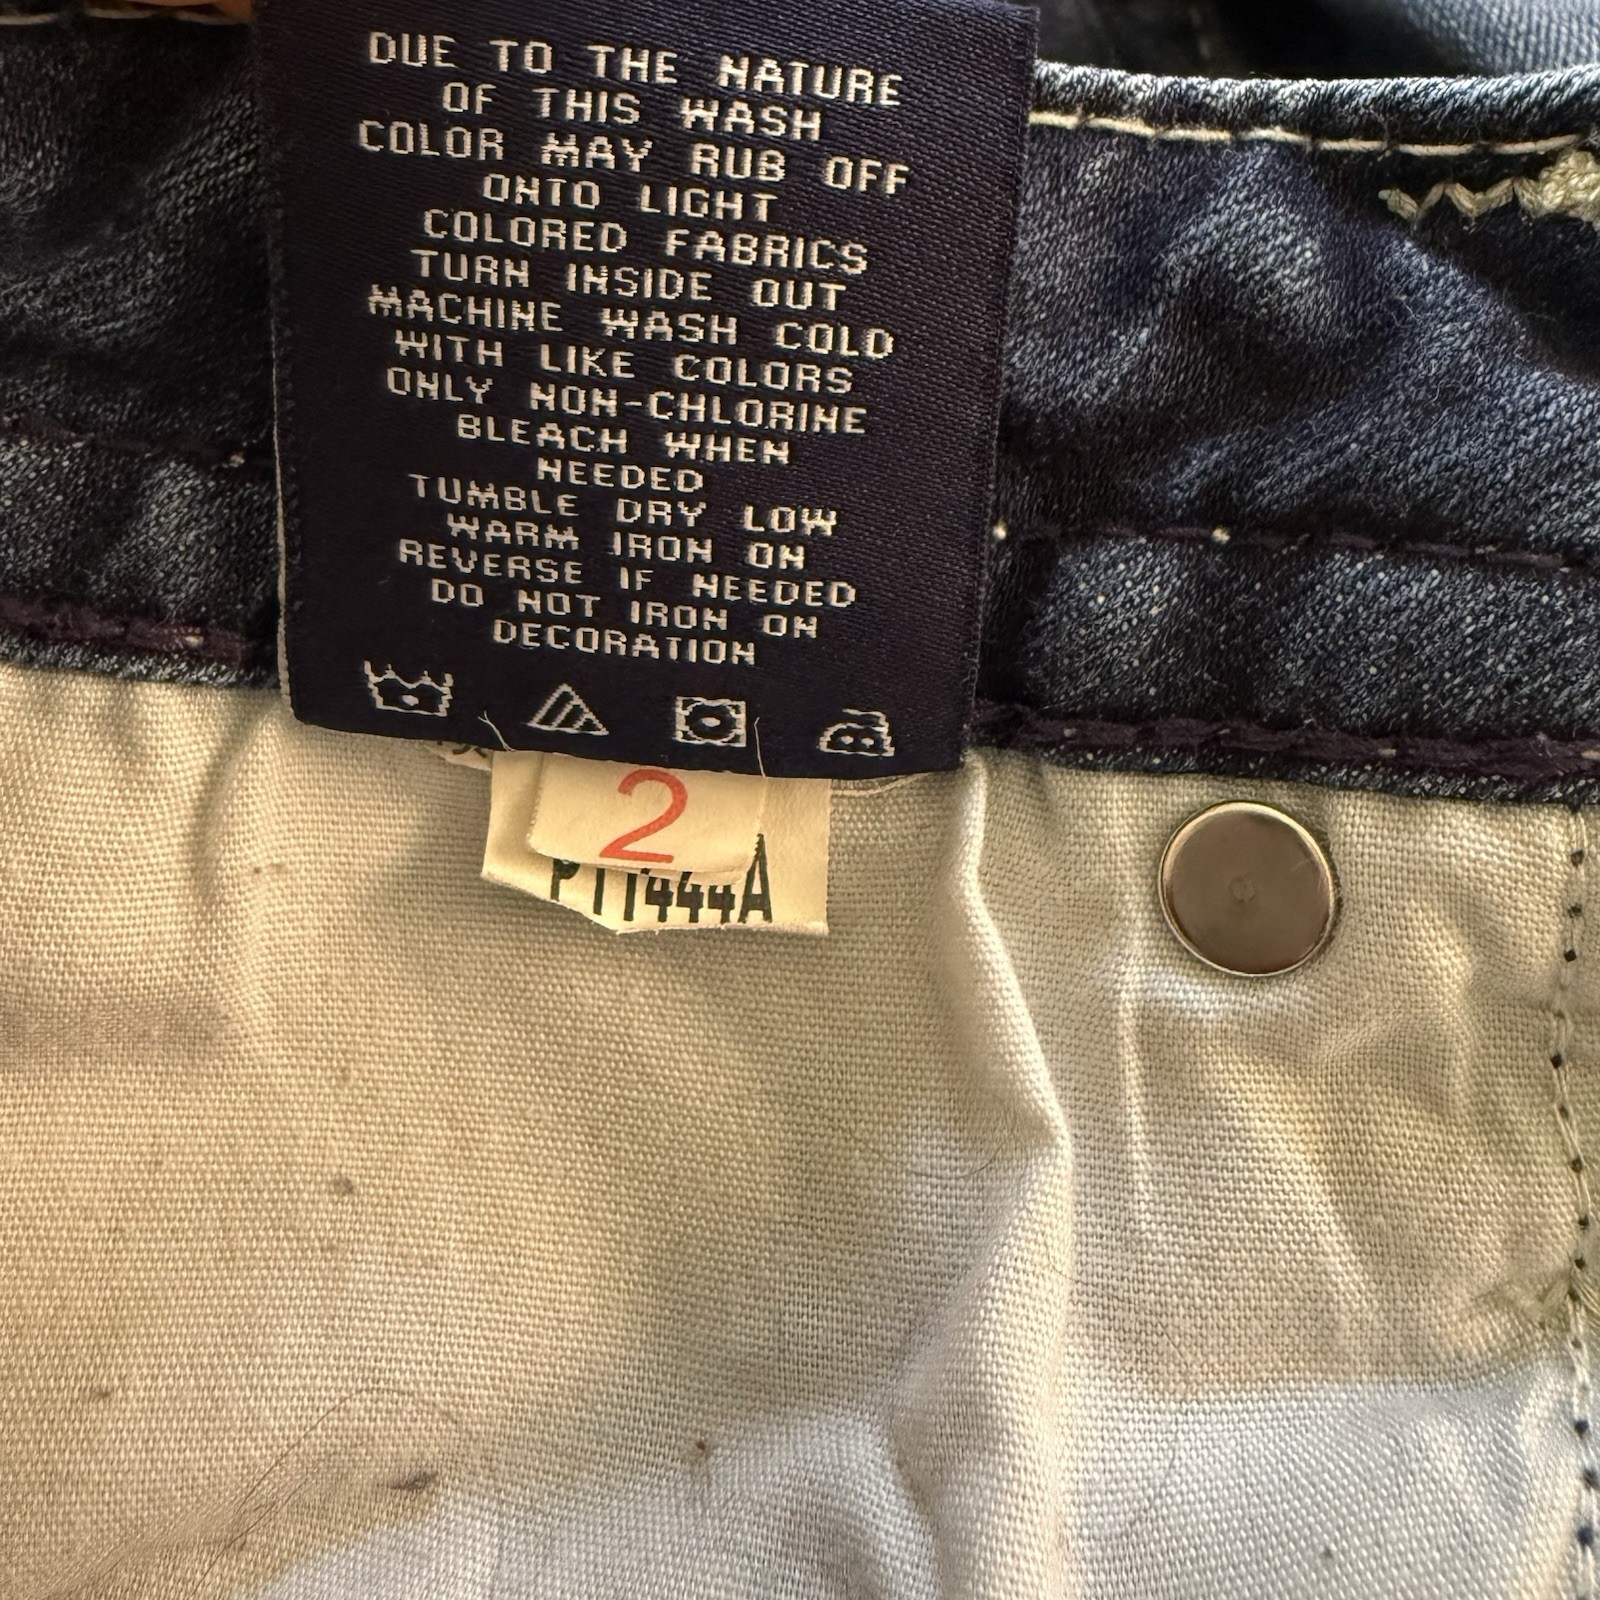 DUE TO THE NATURE
OF THIS WASH
COLOR MAY RUB OFF
ONTO LIGHT
COLORED FABRICS
TURN INSIDE OUT
MACHINE WASH COLD
WITH LIKE COLORS
ONLY NON-CHLORINE
BLEACH WHEN
NEEDED
TUMBLE DRY LOW
WARM IRON ON
REVERSE IF NEEDED
DO NOT IRON ON
DECORATION
2
P11444A